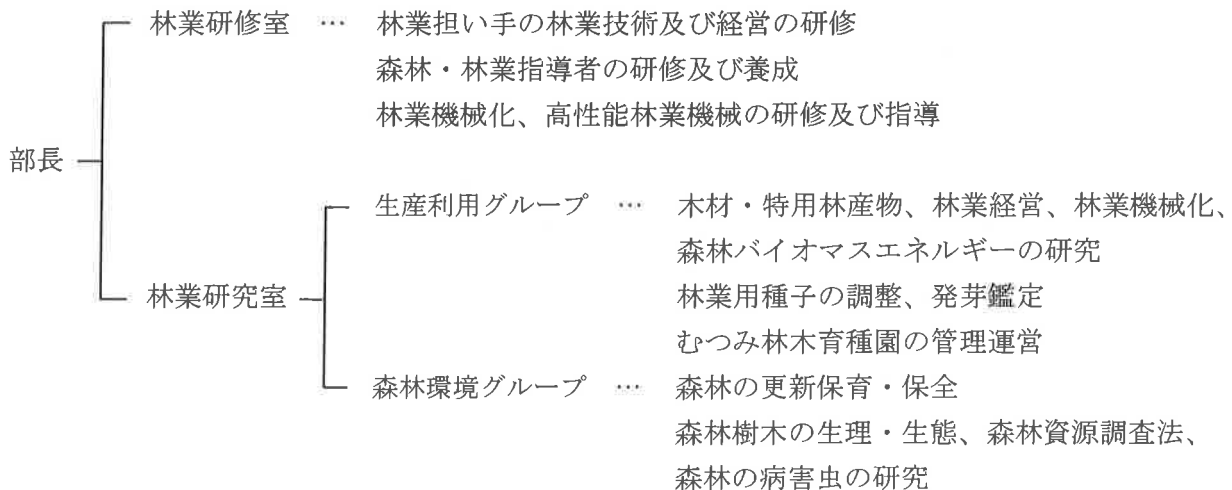 林業研修室 … 林業担い手の林業技術及び経営の研修
森林・林業指導者の研修及び養成
林業機械化、高性能林業機械の研修及び指導
部長
生産利用グループ … 木材・特用林産物、林業経営、林業機械化、
森林バイオマスエネルギーの研究
林業研究室
林業用種子の調整、発芽鑑定
むつみ林木育種園の管理運営
森林環境グループ … 森林の更新保育・保全
森林樹木の生理・生態、森林資源調査法、
森林の病害虫の研究